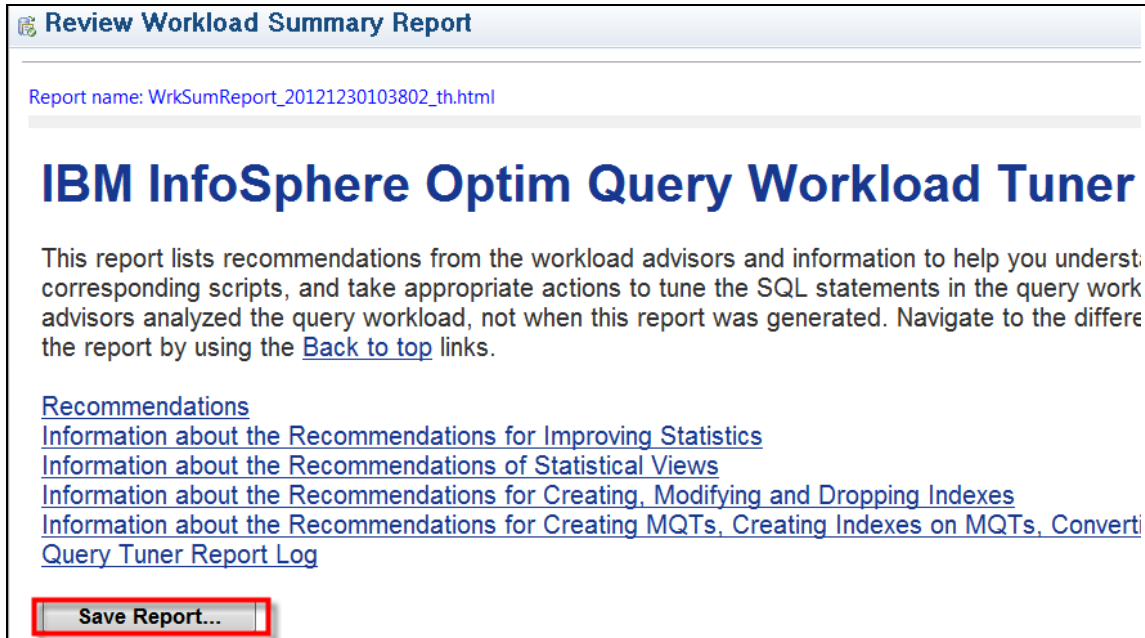 Review Workload Summary Report
Report name: WrkSumReport_20121230103802_th.html
IBM InfoSphere Optim Query Workload Tuner
This report lists recommendations from the workload advisors and information to help you understa
corresponding scripts, and take appropriate actions to tune the SQL statements in the query work
advisors analyzed the query workload, not when this report was generated. Navigate to the differe
the report by using the Back to top links.
Recommendations
Information about the Recommendations for Improving Statistics
Information about the Recommendations of Statistical Views
Information about the Recommendations for Creating, Modifying and Dropping Indexes
Information about the Recommendations for Creating MQTs, Creating Indexes on MQTs, Converti
Query Tuner Report Log
Save Report...